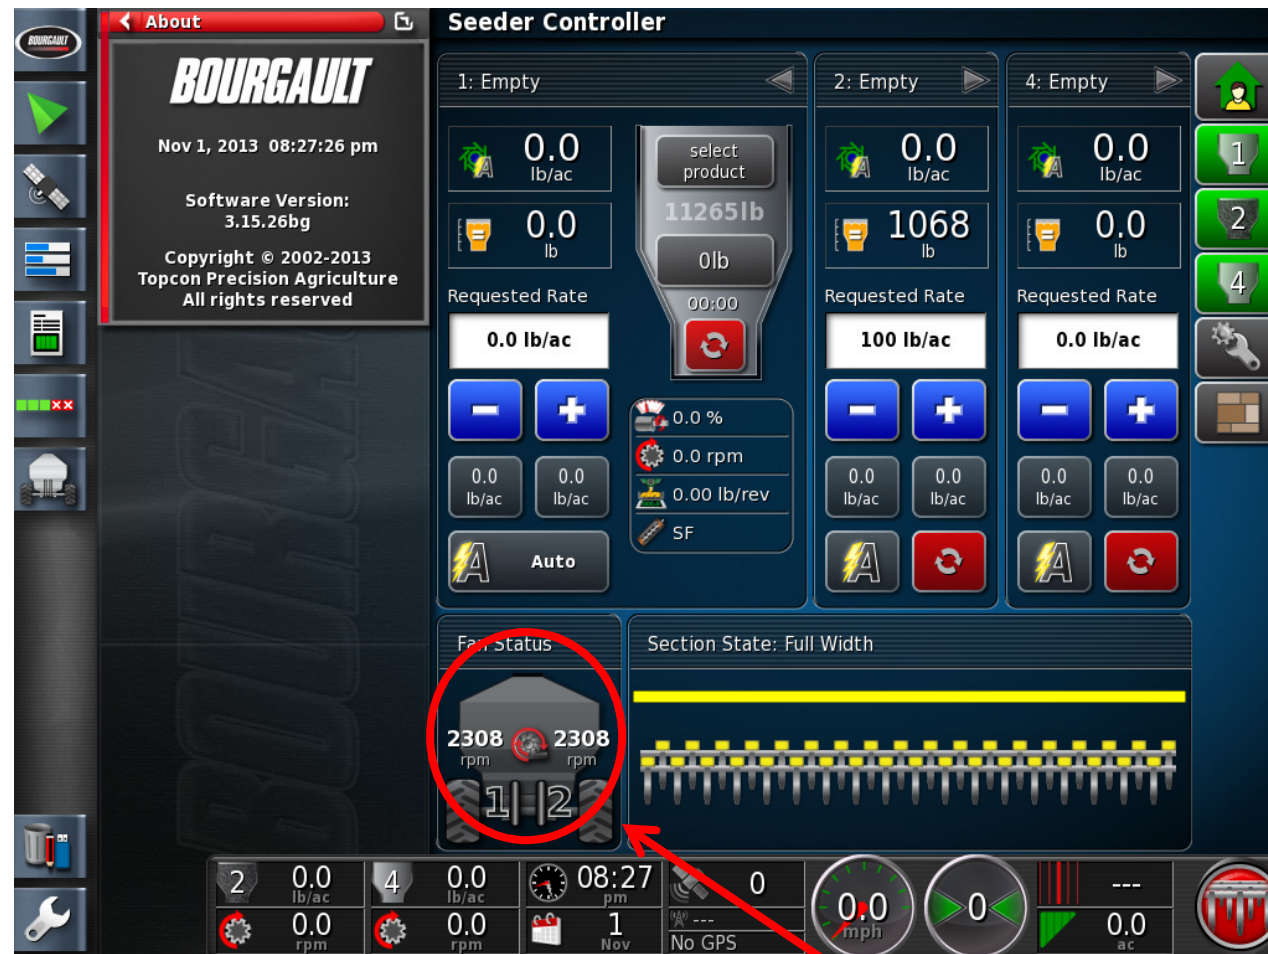 BOURGAULT
About
BOURGAULT
Nov 1, 2013 08:27:26 pm
Software Version:
3.15.26bg
Copyright © 2002-2013
Topcon Precision Agriculture
All rights reserved
BOURGAULT
Seeder Controller
1: Empty
0.0
lb/ac
0.0
lb
select
product
11265lb
0lb
00:00
Requested Rate
0.0 lb/ac
0.0
lb/ac
0.0
lb/ac
A
Auto
0.0 %
0.0 rpm
0.00 lb/rev
SF
2: Empty
0.0
lb/ac
1068
lb
Requested Rate
100 lb/ac
0.0
lb/ac
0.0
lb/ac
A
4: Empty
0.0
lb/ac
0.0
lb
Requested Rate
0.0 lb/ac
0.0
lb/ac
0.0
lb/ac
A
1
2
4
Fan Status
2308
rpm
2308
rpm
1
2
Section State: Full Width
2
0.0
lb/ac
0.0
rpm
4
0.0
lb/ac
0.0
rpm
08:27
pm
1
Nov
0
---
No GPS
0.0
mph
0
---
0.0
ac